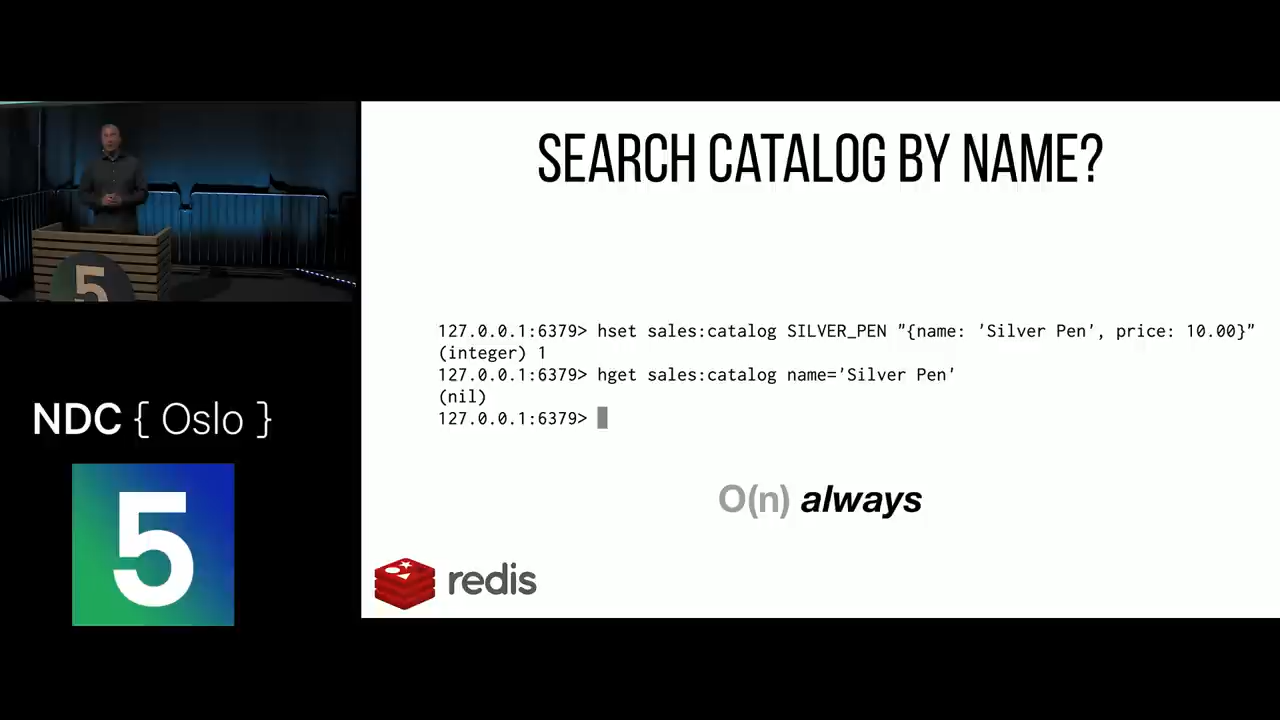 SEARCH CATALOG BY NAME?
127.0.0.1:6379> hset sales:catalog SILVER_PEN "{name: 'Silver Pen', price: 10.00}"
(integer) 1
127.0.0.1:6379> hget sales:catalog name='Silver Pen'
(nil)
127.0.0.1:6379>
O(n) always
redis
5
NDC { Oslo }
5